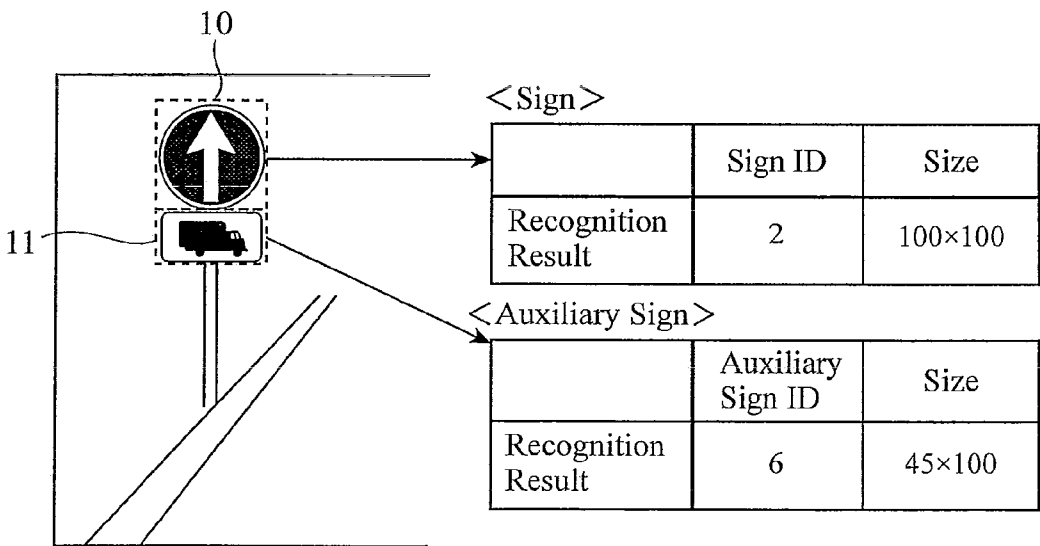 10
11
<Sign>
Sign ID Size
Recognition
Result
2 100×100
<Auxiliary Sign>
Auxiliary
Sign ID
Size
Recognition
Result
6 45×100